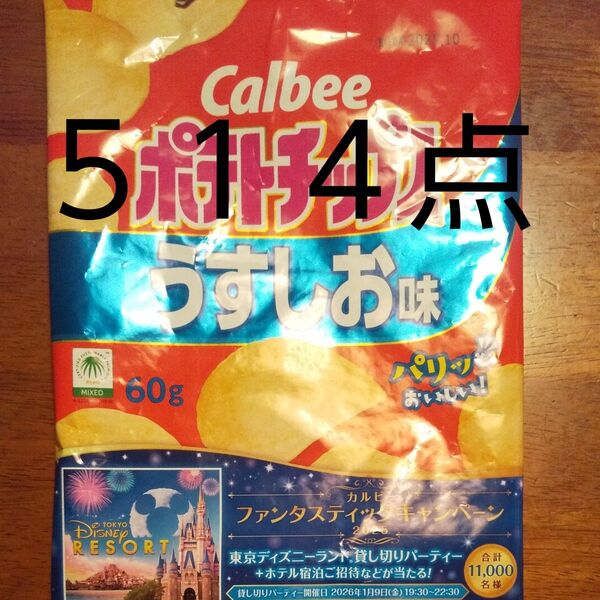 Calbee
514点
ポテトチップス
うすしお味
パリッと
おいしい!
MIXED
60g
カルビー
ファンタスティックキャンペーン
2025
TOKYO
Disney
RESORT
東京ディズニーランド®貸し切りパーティー
+ホテル宿泊ご招待などが当たる!
合計
11,000
名様
貸し切りパーティー開催日 2026年1月9日(金)19:30~22:30